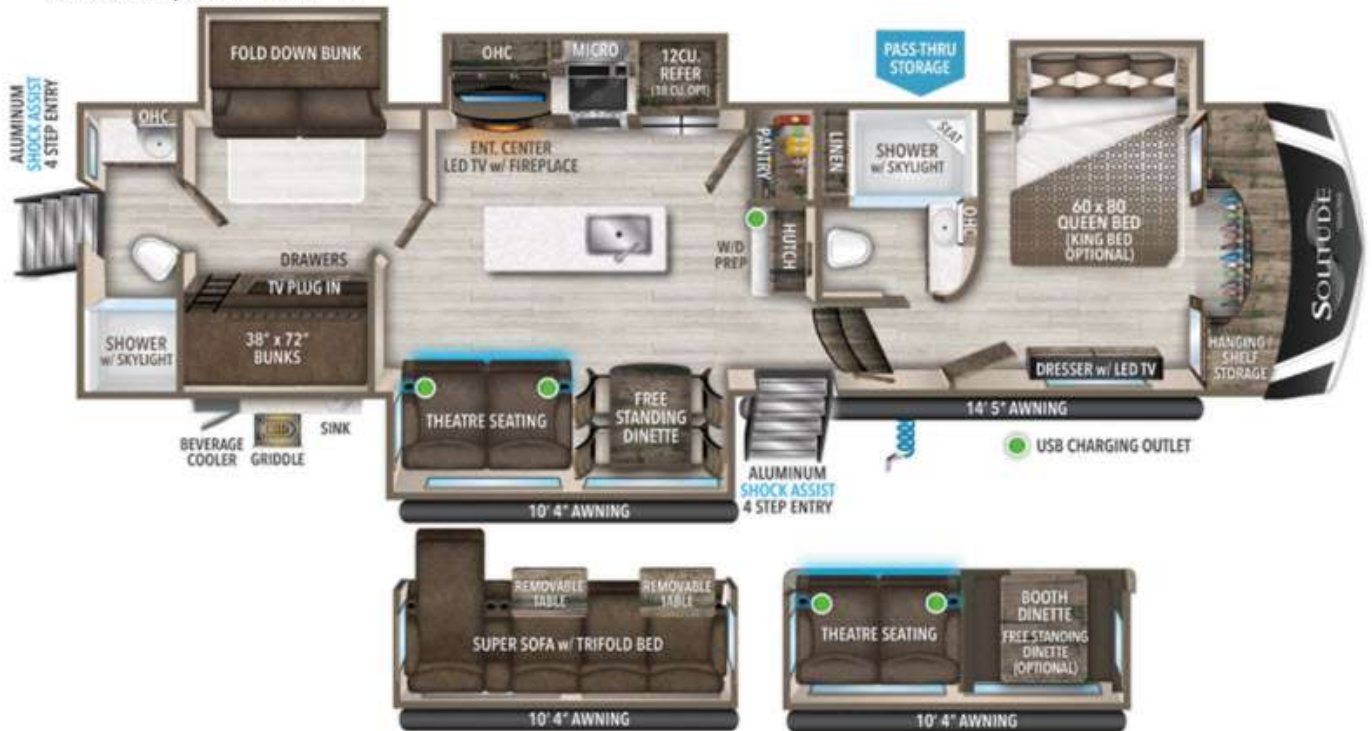 FOLD DOWN BUNK
OHC
MICRO
12CU.
REFER
(18 CU. OPT)
PASS-THRU
STORAGE
ALUMINUM
SHOCK ASSIST
4 STEP ENTRY
OHC
ENT. CENTER
LED TV w/ FIREPLACE
PANTRY
LINEN
SHOWER
w/ SKYLIGHT
SEAT
OHC
60 x 80
QUEEN BED
(KING BED
OPTIONAL)
SOLITUDE
W/D
PREP
HUTCH
DRAWERS
TV PLUG IN
38" x 72"
BUNKS
SHOWER
w/ SKYLIGHT
HANGING /
SHELF
STORAGE
DRESSER w/ LED TV
THEATRE SEATING
FREE
STANDING
DINETTE
14' 5" AWNING
BEVERAGE
COOLER
GRIDDLE
SINK
USB CHARGING OUTLET
ALUMINUM
SHOCK ASSIST
4 STEP ENTRY
10' 4" AWNING
REMOVABLE
TABLE
REMOVABLE
TABLE
SUPER SOFA w/ TRIFOLD BED
10' 4" AWNING
THEATRE SEATING
BOOTH
DINETTE
FREE STANDING
DINETTE
(OPTIONAL)
10' 4" AWNING